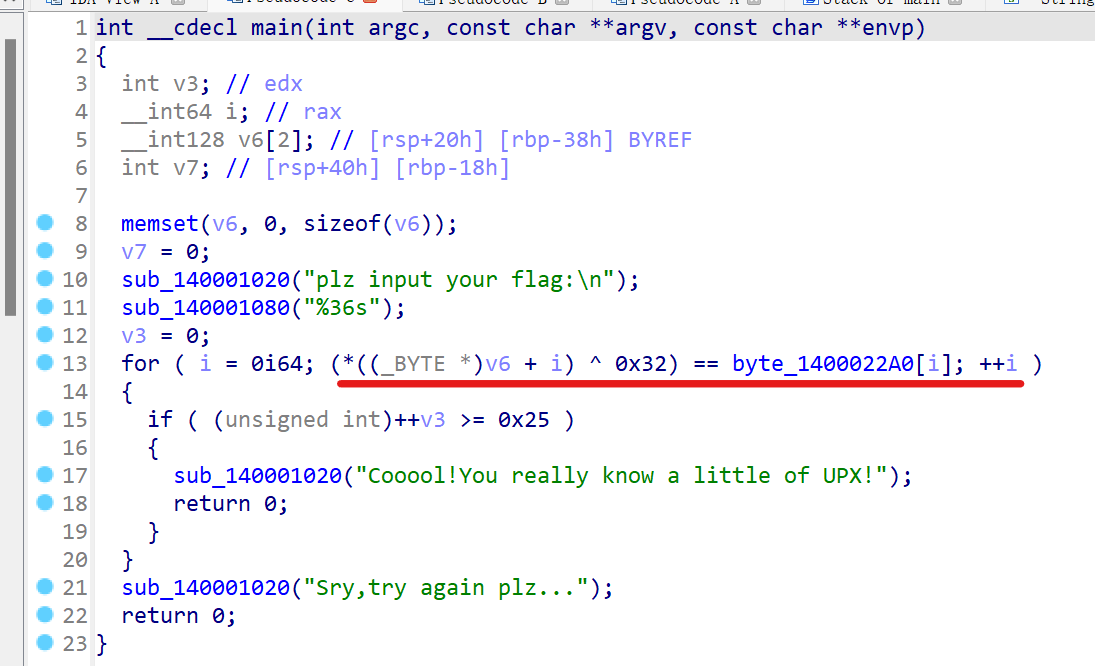 IDA View-A Pseudocode-C Pseudocode-B Pseudocode-A Stack of main String
1 int __cdecl main(int argc, const char **argv, const char **envp)
2 {
3 int v3; // edx
4 __int64 i; // rax
5 __int128 v6[2]; // [rsp+20h] [rbp-38h] BYREF
6 int v7; // [rsp+40h] [rbp-18h]
7
8 memset(v6, 0, sizeof(v6));
9 v7 = 0;
10 sub_140001020("plz input your flag:\n");
11 sub_140001080("%36s");
12 v3 = 0;
13 for ( i = 0i64; (*((_BYTE *)v6 + i) ^ 0x32) == byte_1400022A0[i]; ++i )
14 {
15 if ( (unsigned int)++v3 >= 0x25 )
16 {
17 sub_140001020("Cooool!You really know a little of UPX!");
18 return 0;
19 }
20 }
21 sub_140001020("Sry,try again plz...");
22 return 0;
23 }